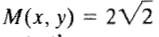 M(x, y) = 2√2